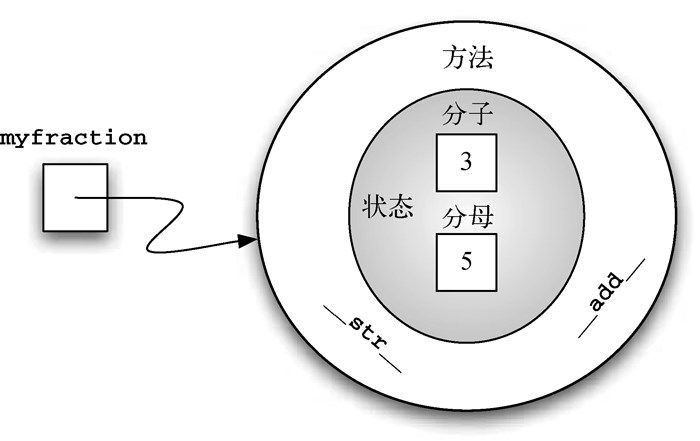 方法
分子
myfraction
3
状态
分母
5
__str__
__add__